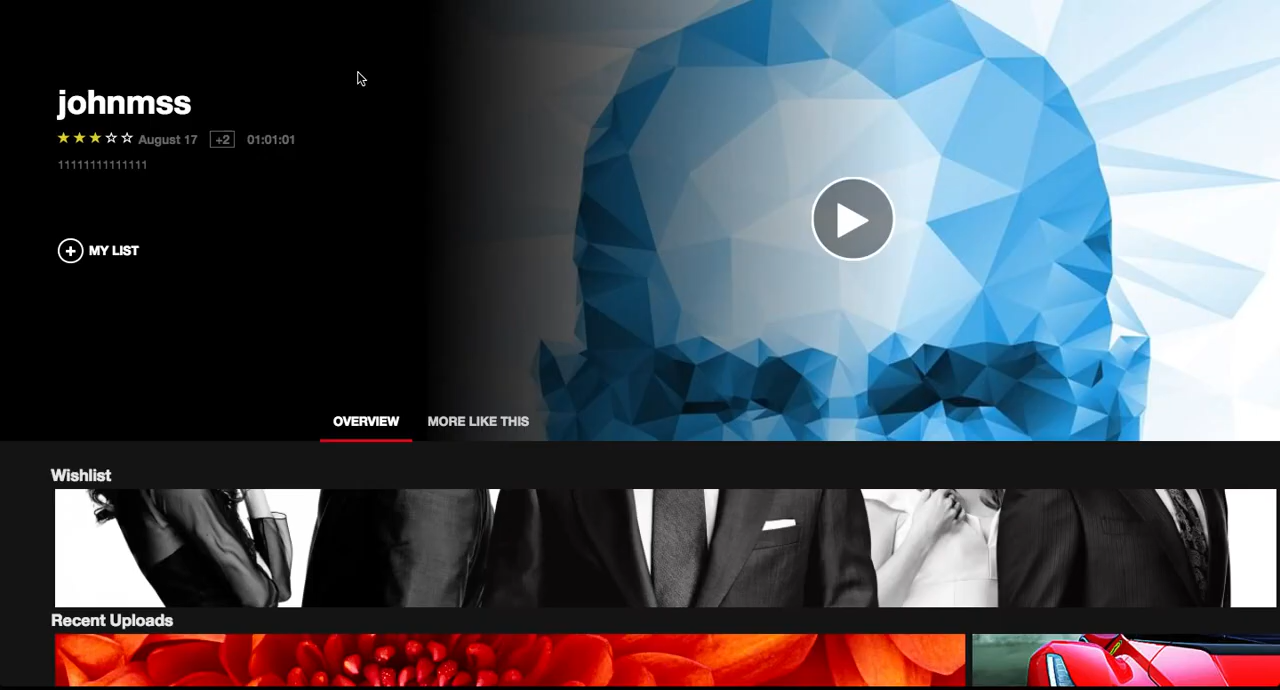 johnmss
August 17 +2 01:01:01
11111111111111
MY LIST
OVERVIEW MORE LIKE THIS
Wishlist
Recent Uploads